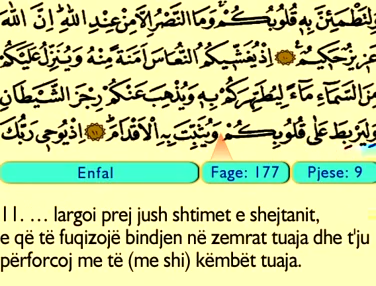 وَلِتَطْمَئِنَّ بِهِ قُلُوبُكُمْ وَمَا النَّصْرُ إِلَّا مِنْ عِنْدِ اللَّهِ إِنَّ اللَّهَ
عَزِيزٌ حَكِيمٌ ﴿١٠﴾ إِذْ يُغَشِّيكُمُ النُّعَاسَ أَمَنَةً مِنْهُ وَيُنَزِّلُ عَلَيْكُمْ
مِنَ السَّمَاءِ مَاءً لِيُطَهِّرَكُمْ بِهِ وَيُذْهِبَ عَنْكُمْ رِجْزَ الشَّيْطَانِ
وَلِيَرْبِطَ عَلَى قُلُوبِكُمْ وَيُثَبِّتَ بِهِ الْأَقْدَامَ ﴿١١﴾ إِذْ يُوحِي رَبُّكَ
Enfal Fage: 177 Pjese: 9
11. ... largoi prej jush shtimet e shejtanit,
e që të fuqizojë bindjen në zemrat tuaja dhe t'ju
përforcoj me të (me shi) këmbët tuaja.